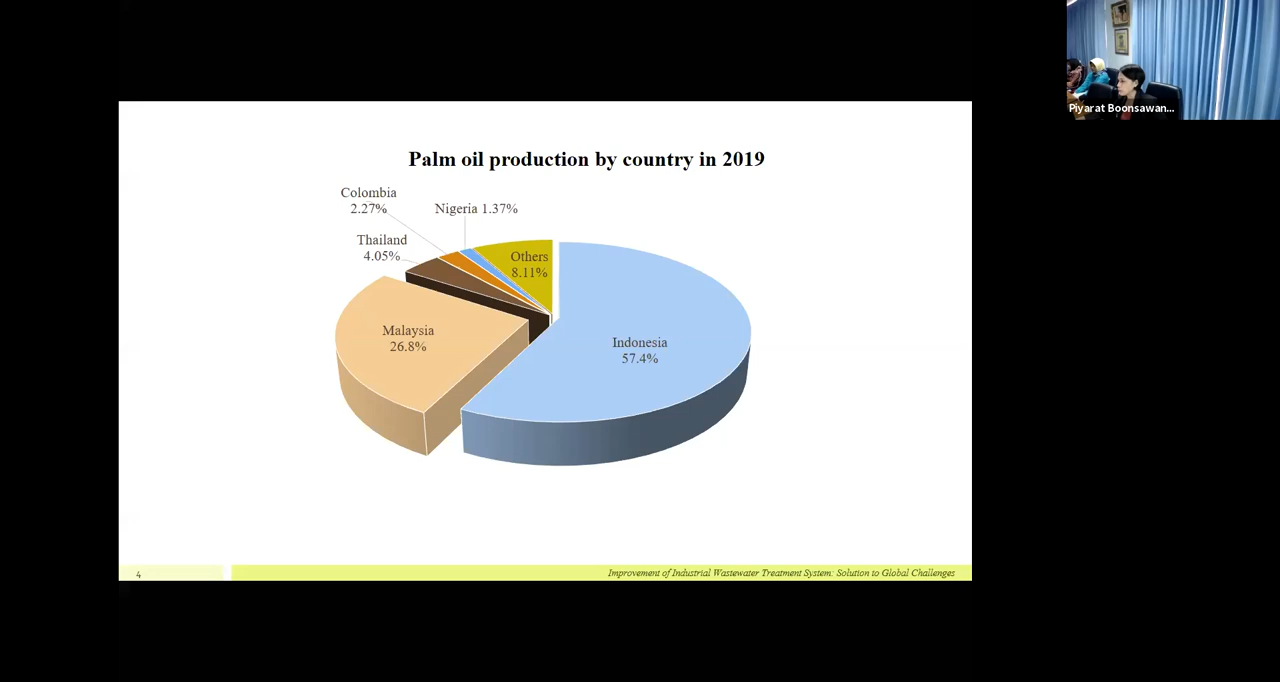 Piyarat Boonsawan...
Palm oil production by country in 2019
Colombia
2.27%
Nigeria 1.37%
Thailand
4.05%
Others
8.11%
Malaysia
26.8%
Indonesia
57.4%
4
Improvement of Industrial Wastewater Treatment System: Solution to Global Challenges